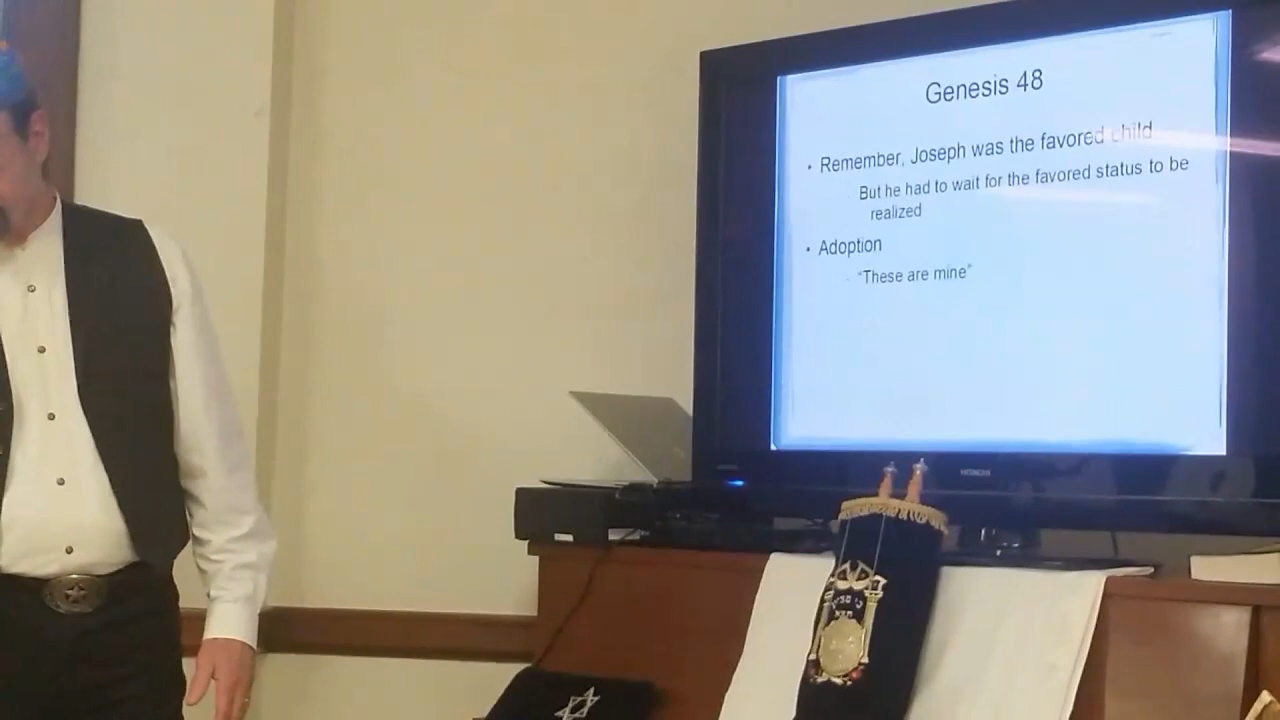 Genesis 48
• Remember, Joseph was the favored child
But he had to wait for the favored status to be
realized
• Adoption
- "These are mine"
HITACHI